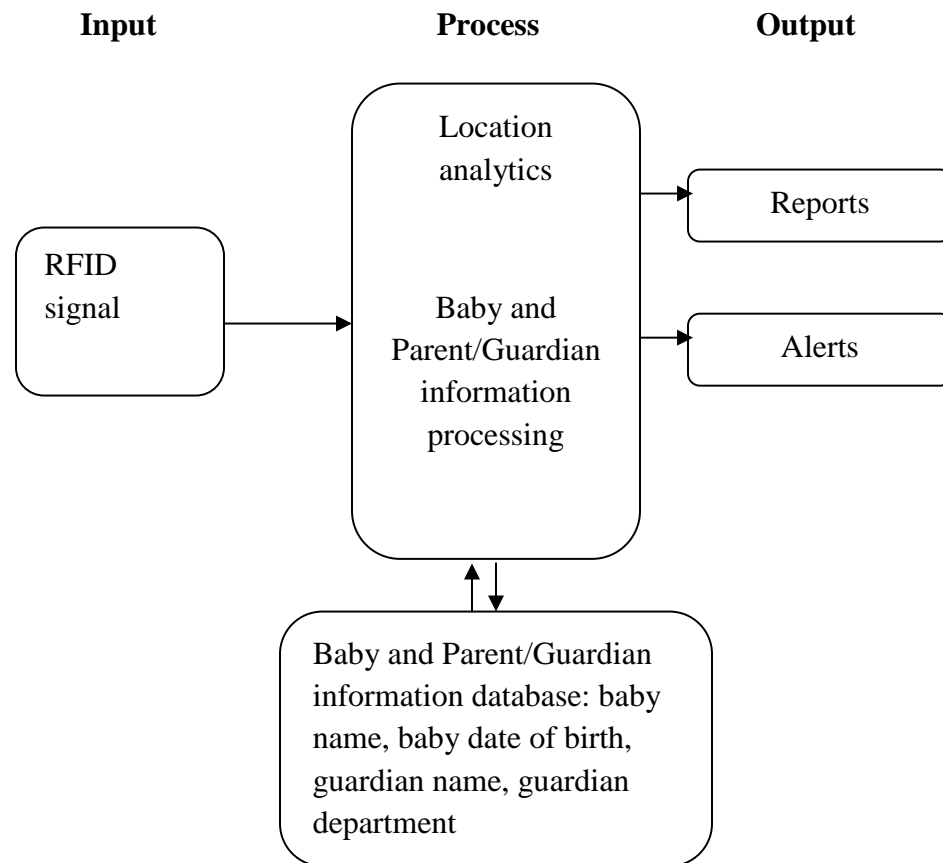 Input
Process
Output
RFID
signal
Location
analytics
Baby and
Parent/Guardian
information
processing
Reports
Alerts
Baby and Parent/Guardian
information database: baby
name, baby date of birth,
guardian name, guardian
department